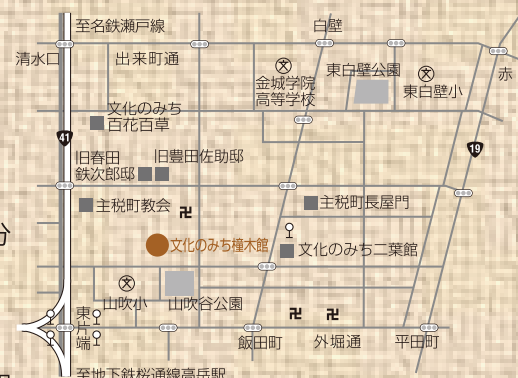 至名鉄瀬戸線
白壁
清水口
出来町通
金城学院
高等学校
東白壁公園
東白壁小
赤
文化のみち
百花百草
41
19
旧春田
鉄次郎邸
旧豊田佐助邸
主税町教会
主税町長屋門
文化のみち橦木館
文化のみち二葉館
山吹小
山吹谷公園
東片端
飯田町
外堀通
平田町
至地下鉄桜通線高岳駅